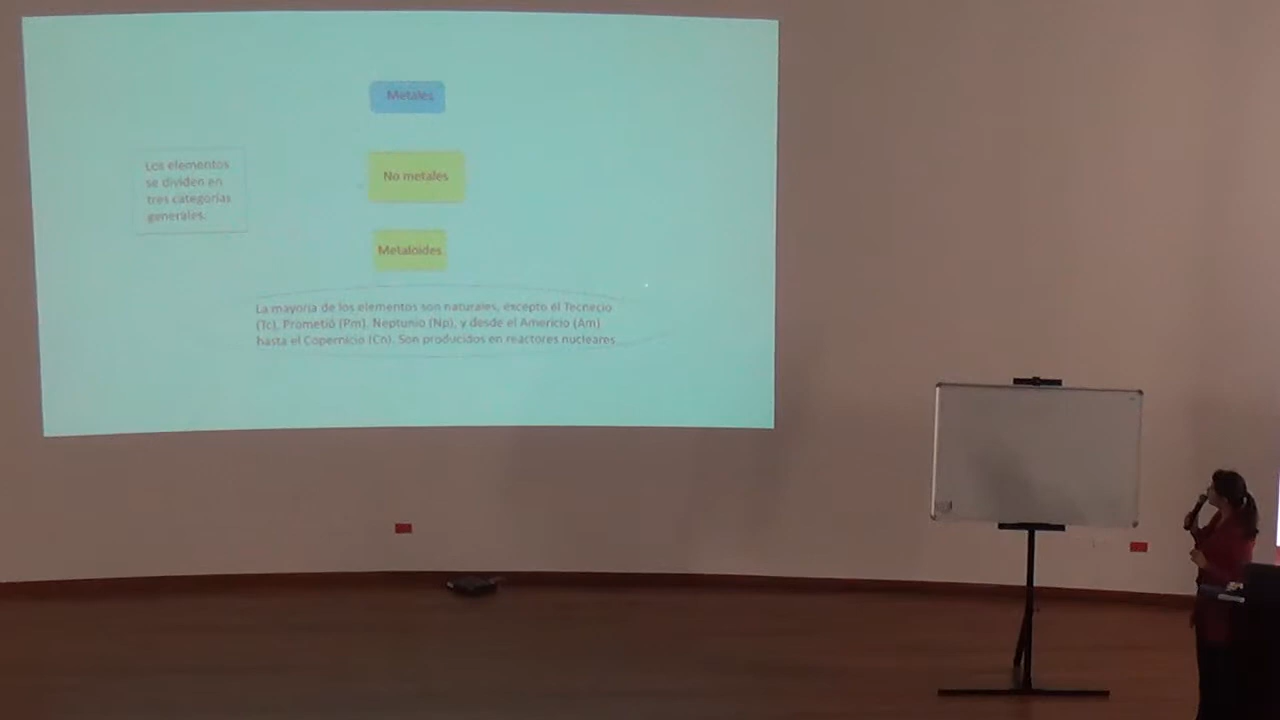 Metales
Los elementos
se dividen en
tres categorías
generales.
No metales
Metaloides
La mayoría de los elementos son naturales, excepto el Tecnecio
(Tc), Prometió (Pm), Neptunio (Np), y desde el Americio (Am)
hasta el Copernicio (Cn). Son producidos en reactores nucleares